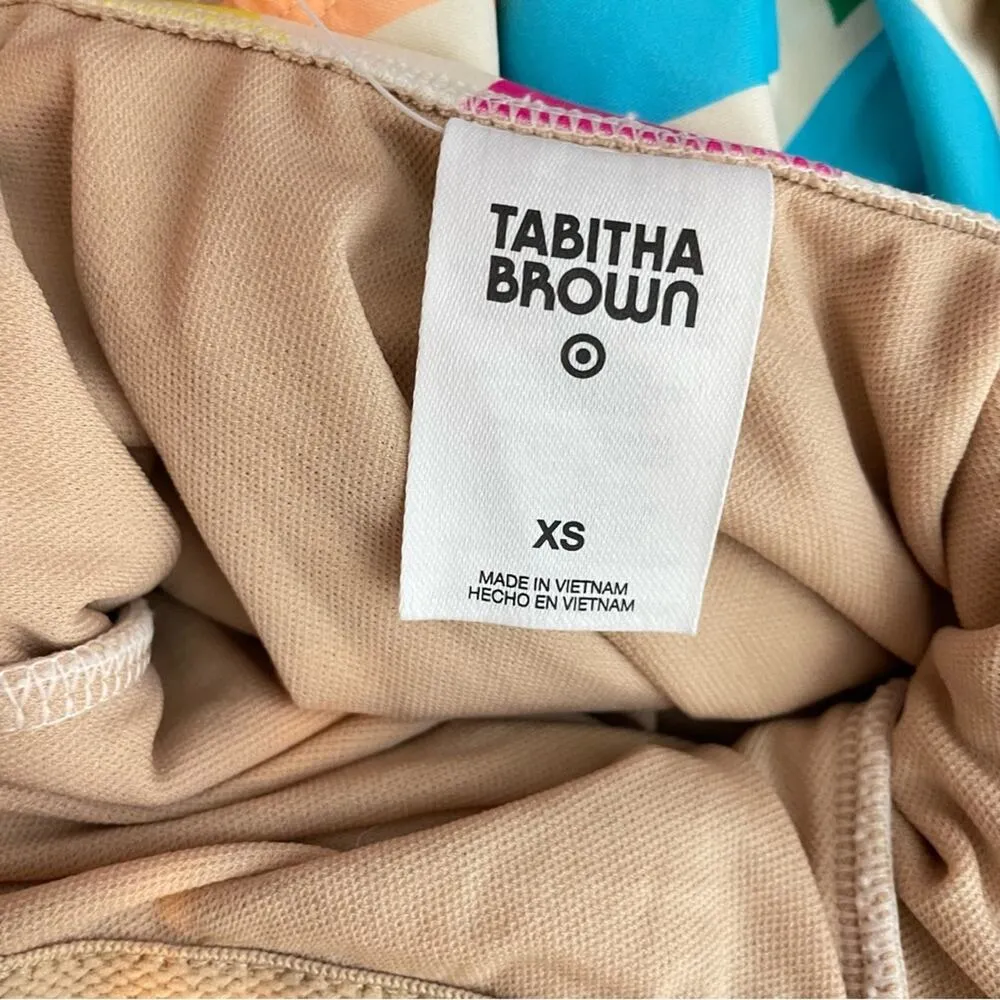 TABITHA
BROWN
XS
MADE IN VIETNAM
HECHO EN VIETNAM